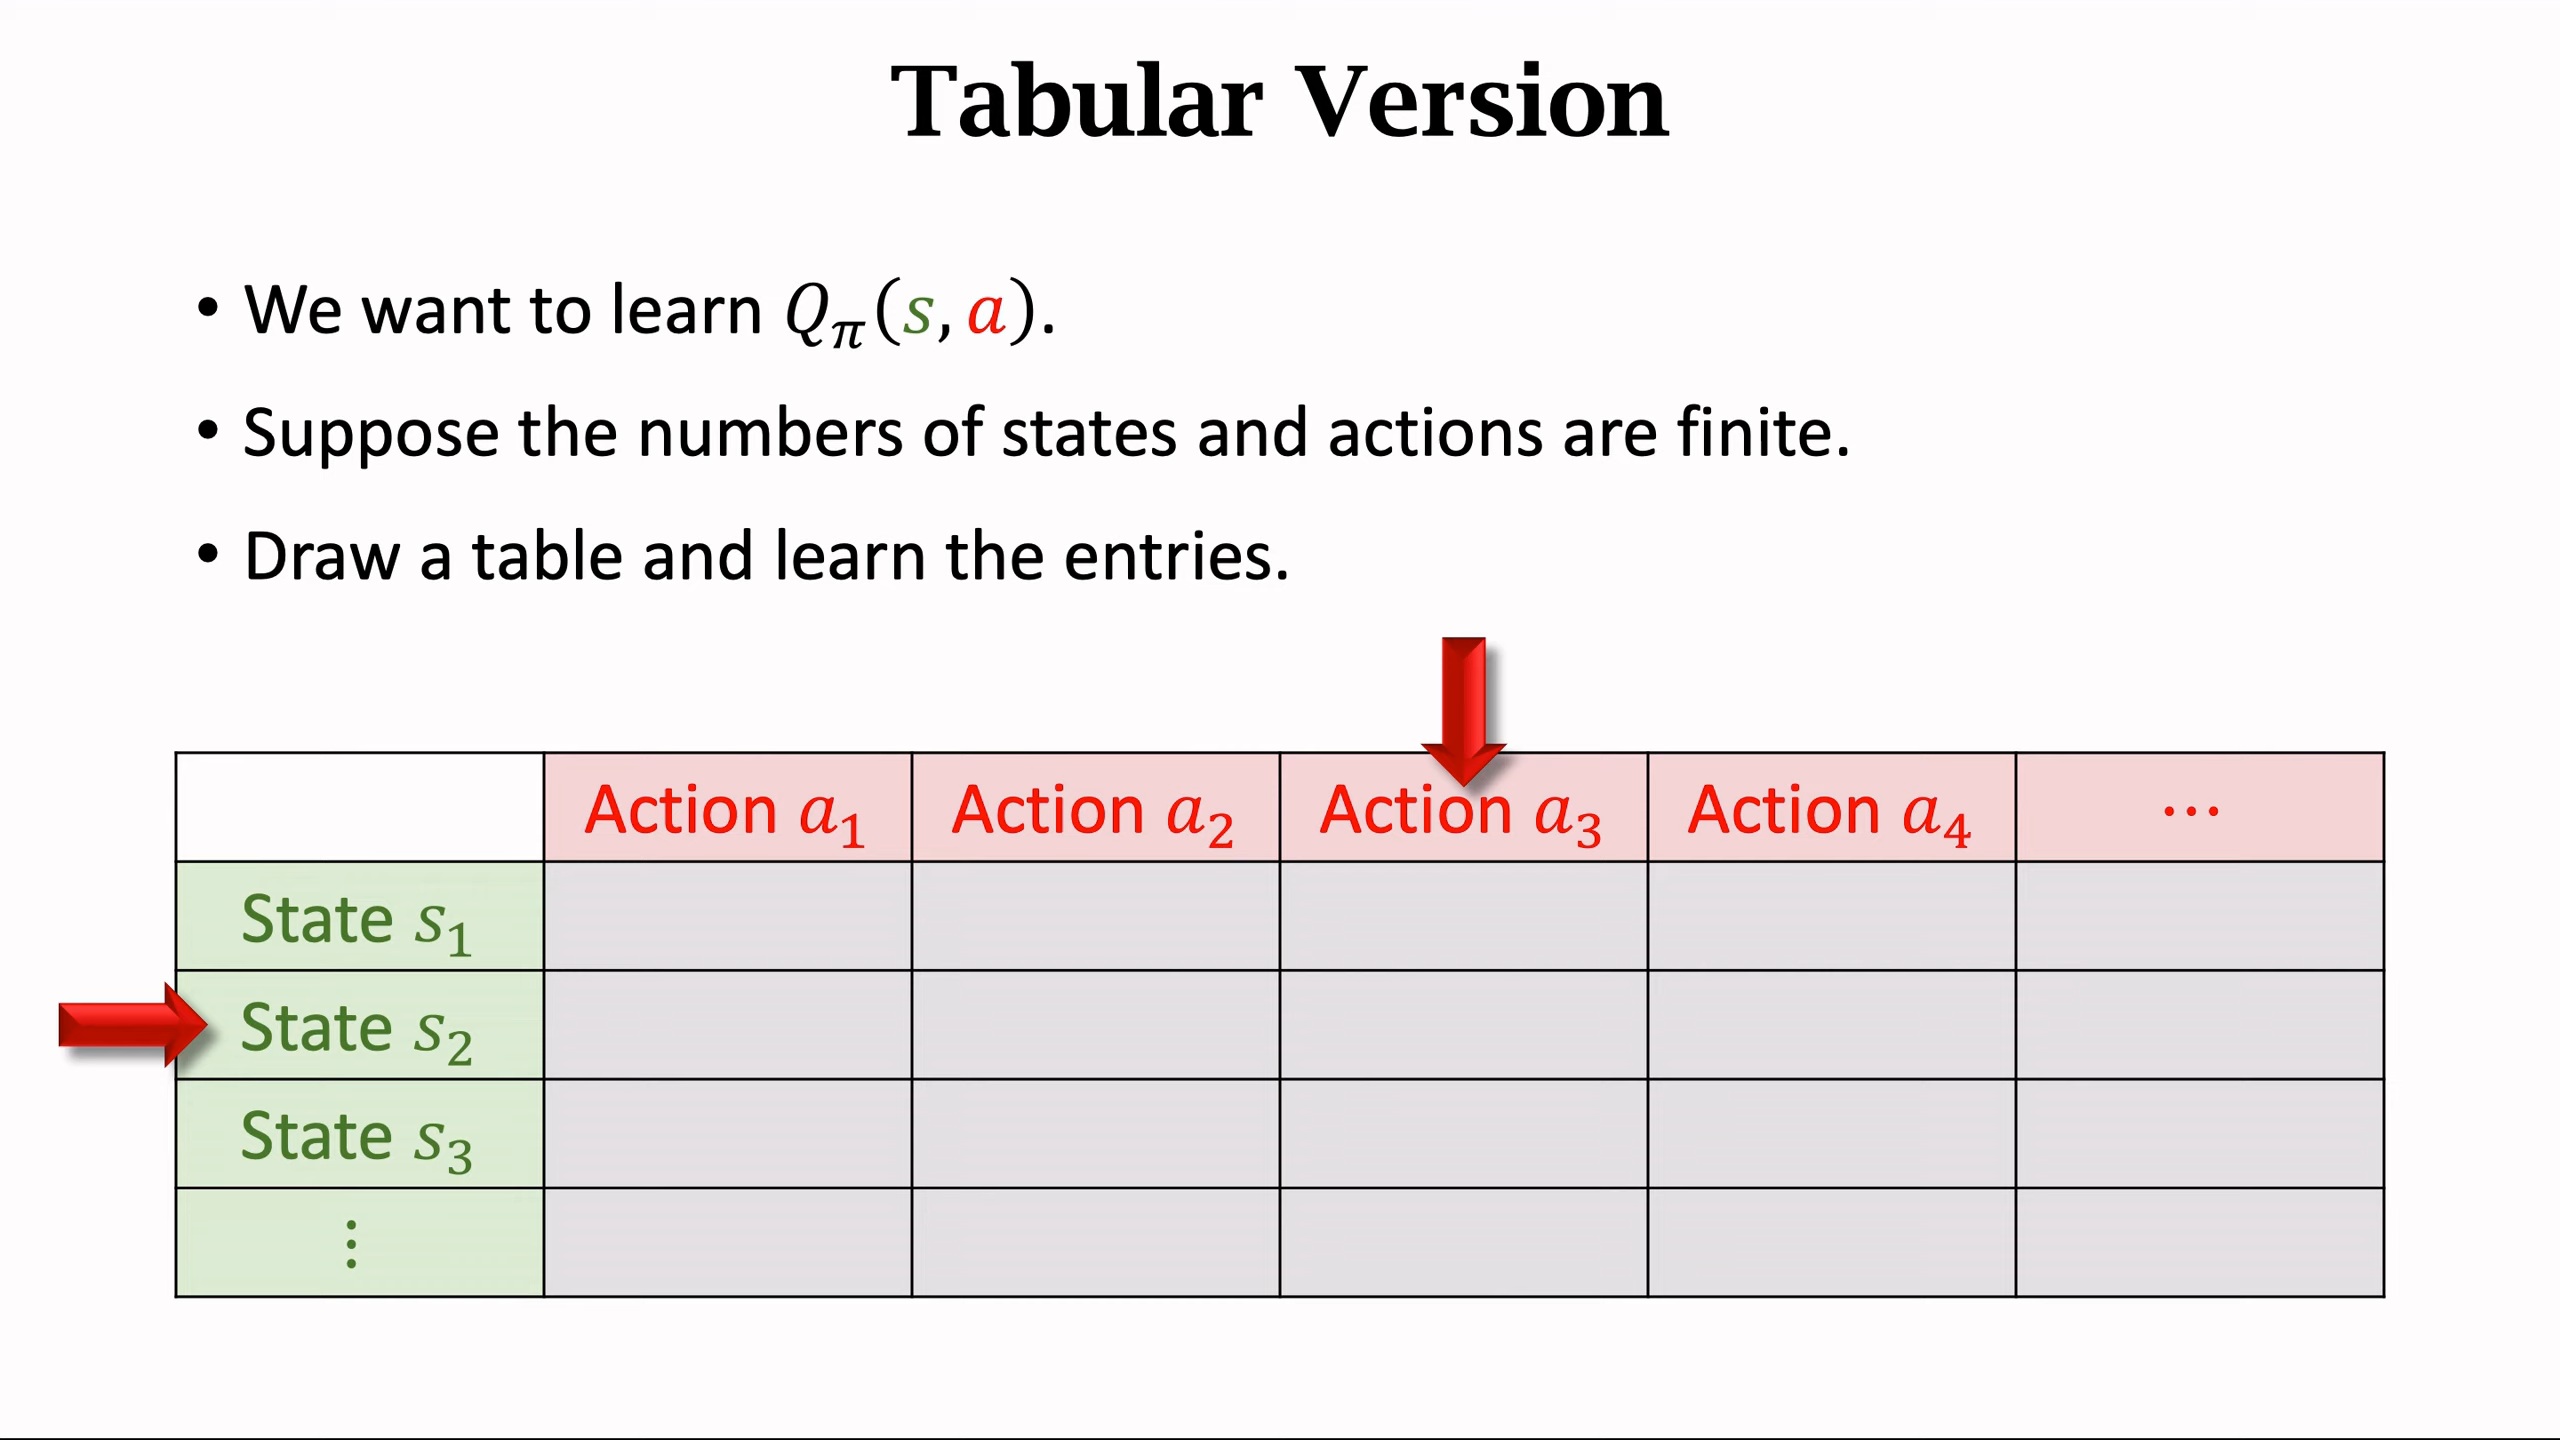 Tabular Version
• We want to learn Q_π(s, a).
• Suppose the numbers of states and actions are finite.
• Draw a table and learn the entries.
Action a₁ Action a₂ Action a₃ Action a₄ ⋯
State s₁
State s₂
State s₃
⋮